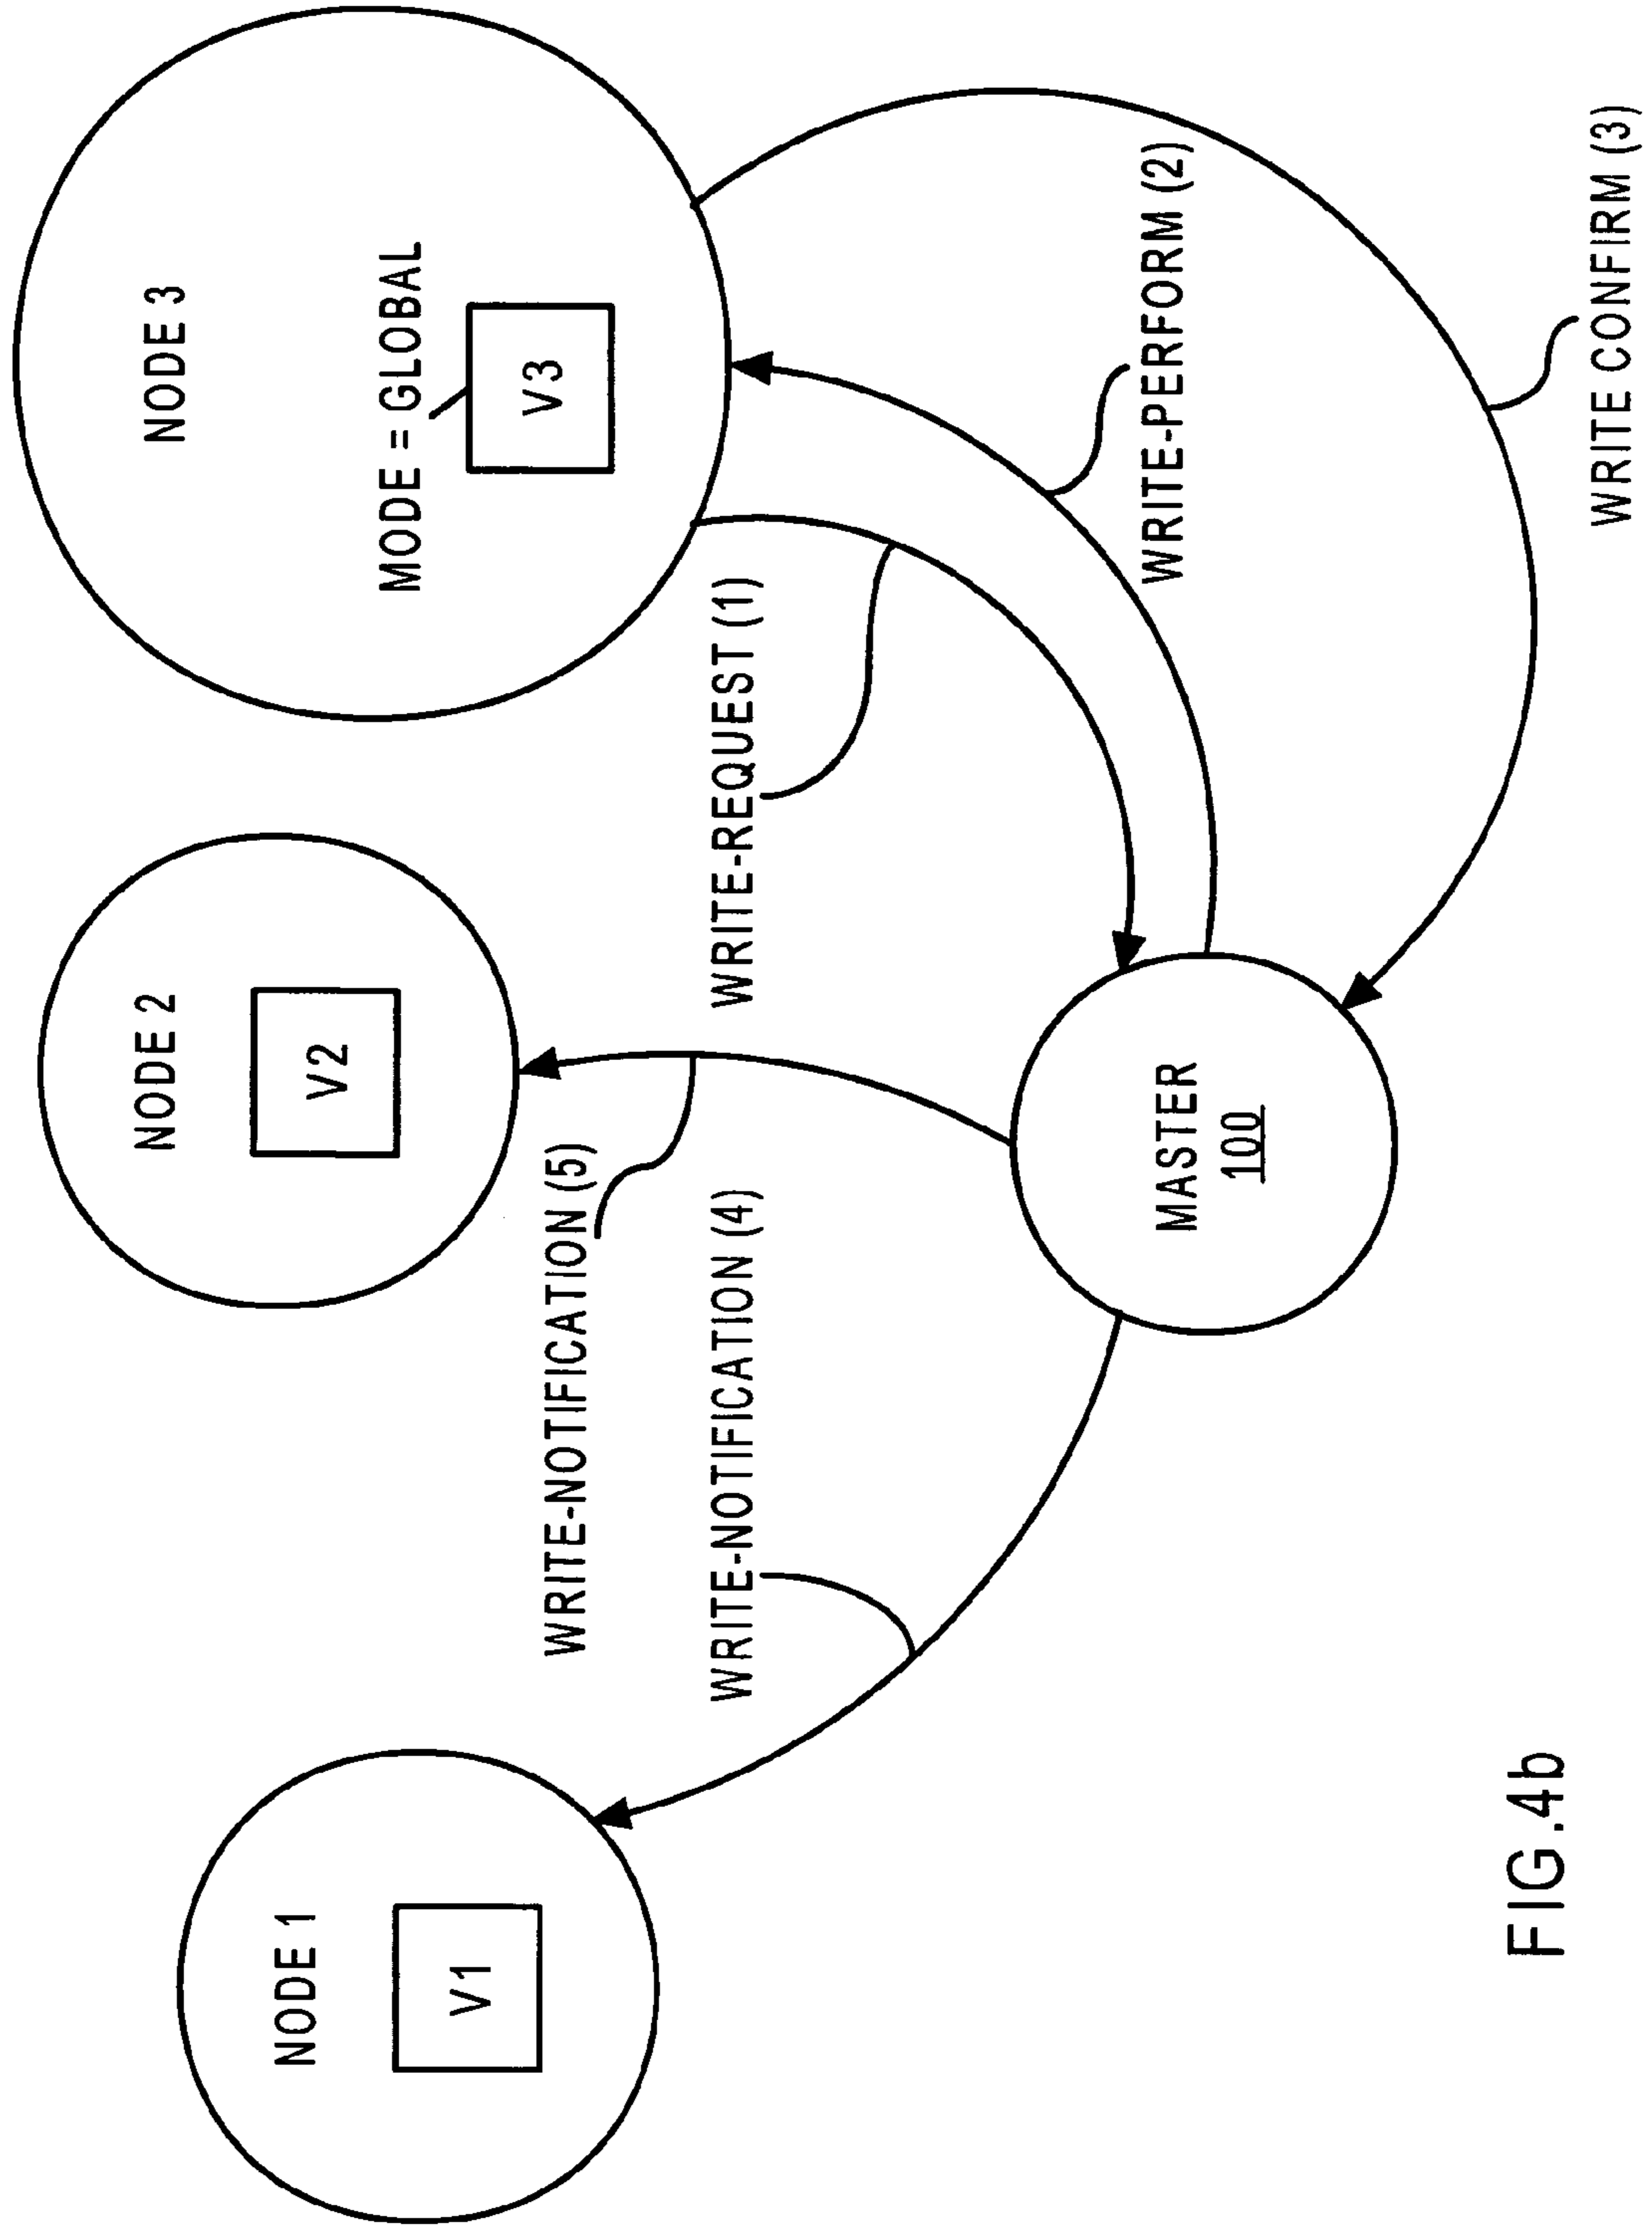 NODE 1
V1
NODE 2
V2
NODE 3
MODE = GLOBAL
V3
WRITE-NOTIFICATION (5)
WRITE-NOTIFICATION (4)
WRITE-REQUEST (1)
MASTER
100
WRITE-PERFORM (2)
WRITE CONFIRM (3)
FIG.4b